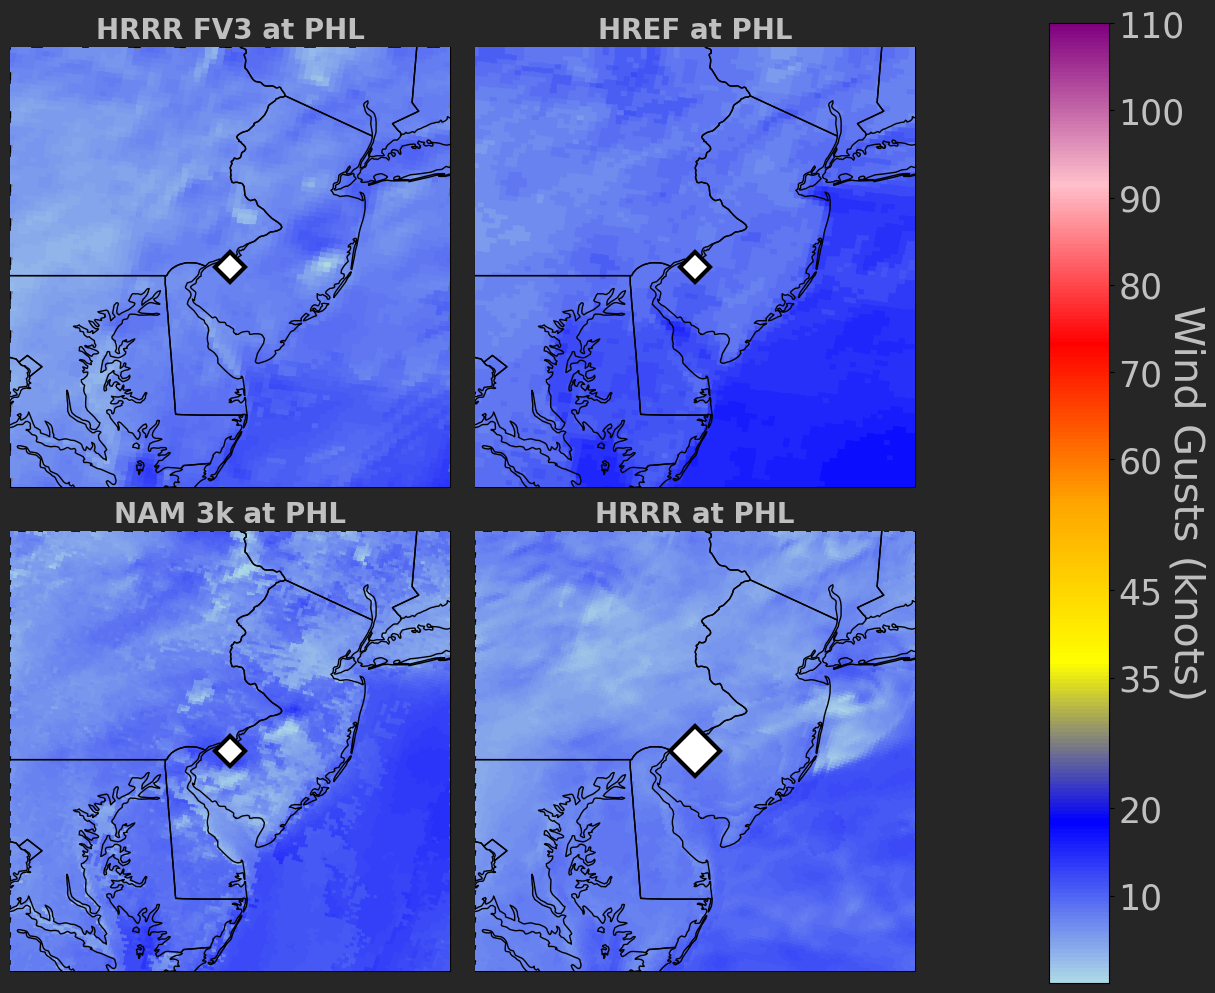 HRRR FV3 at PHL
HREF at PHL
NAM 3k at PHL
HRRR at PHL
110
100
90
80
70
60
45
35
20
10
Wind Gusts (knots)